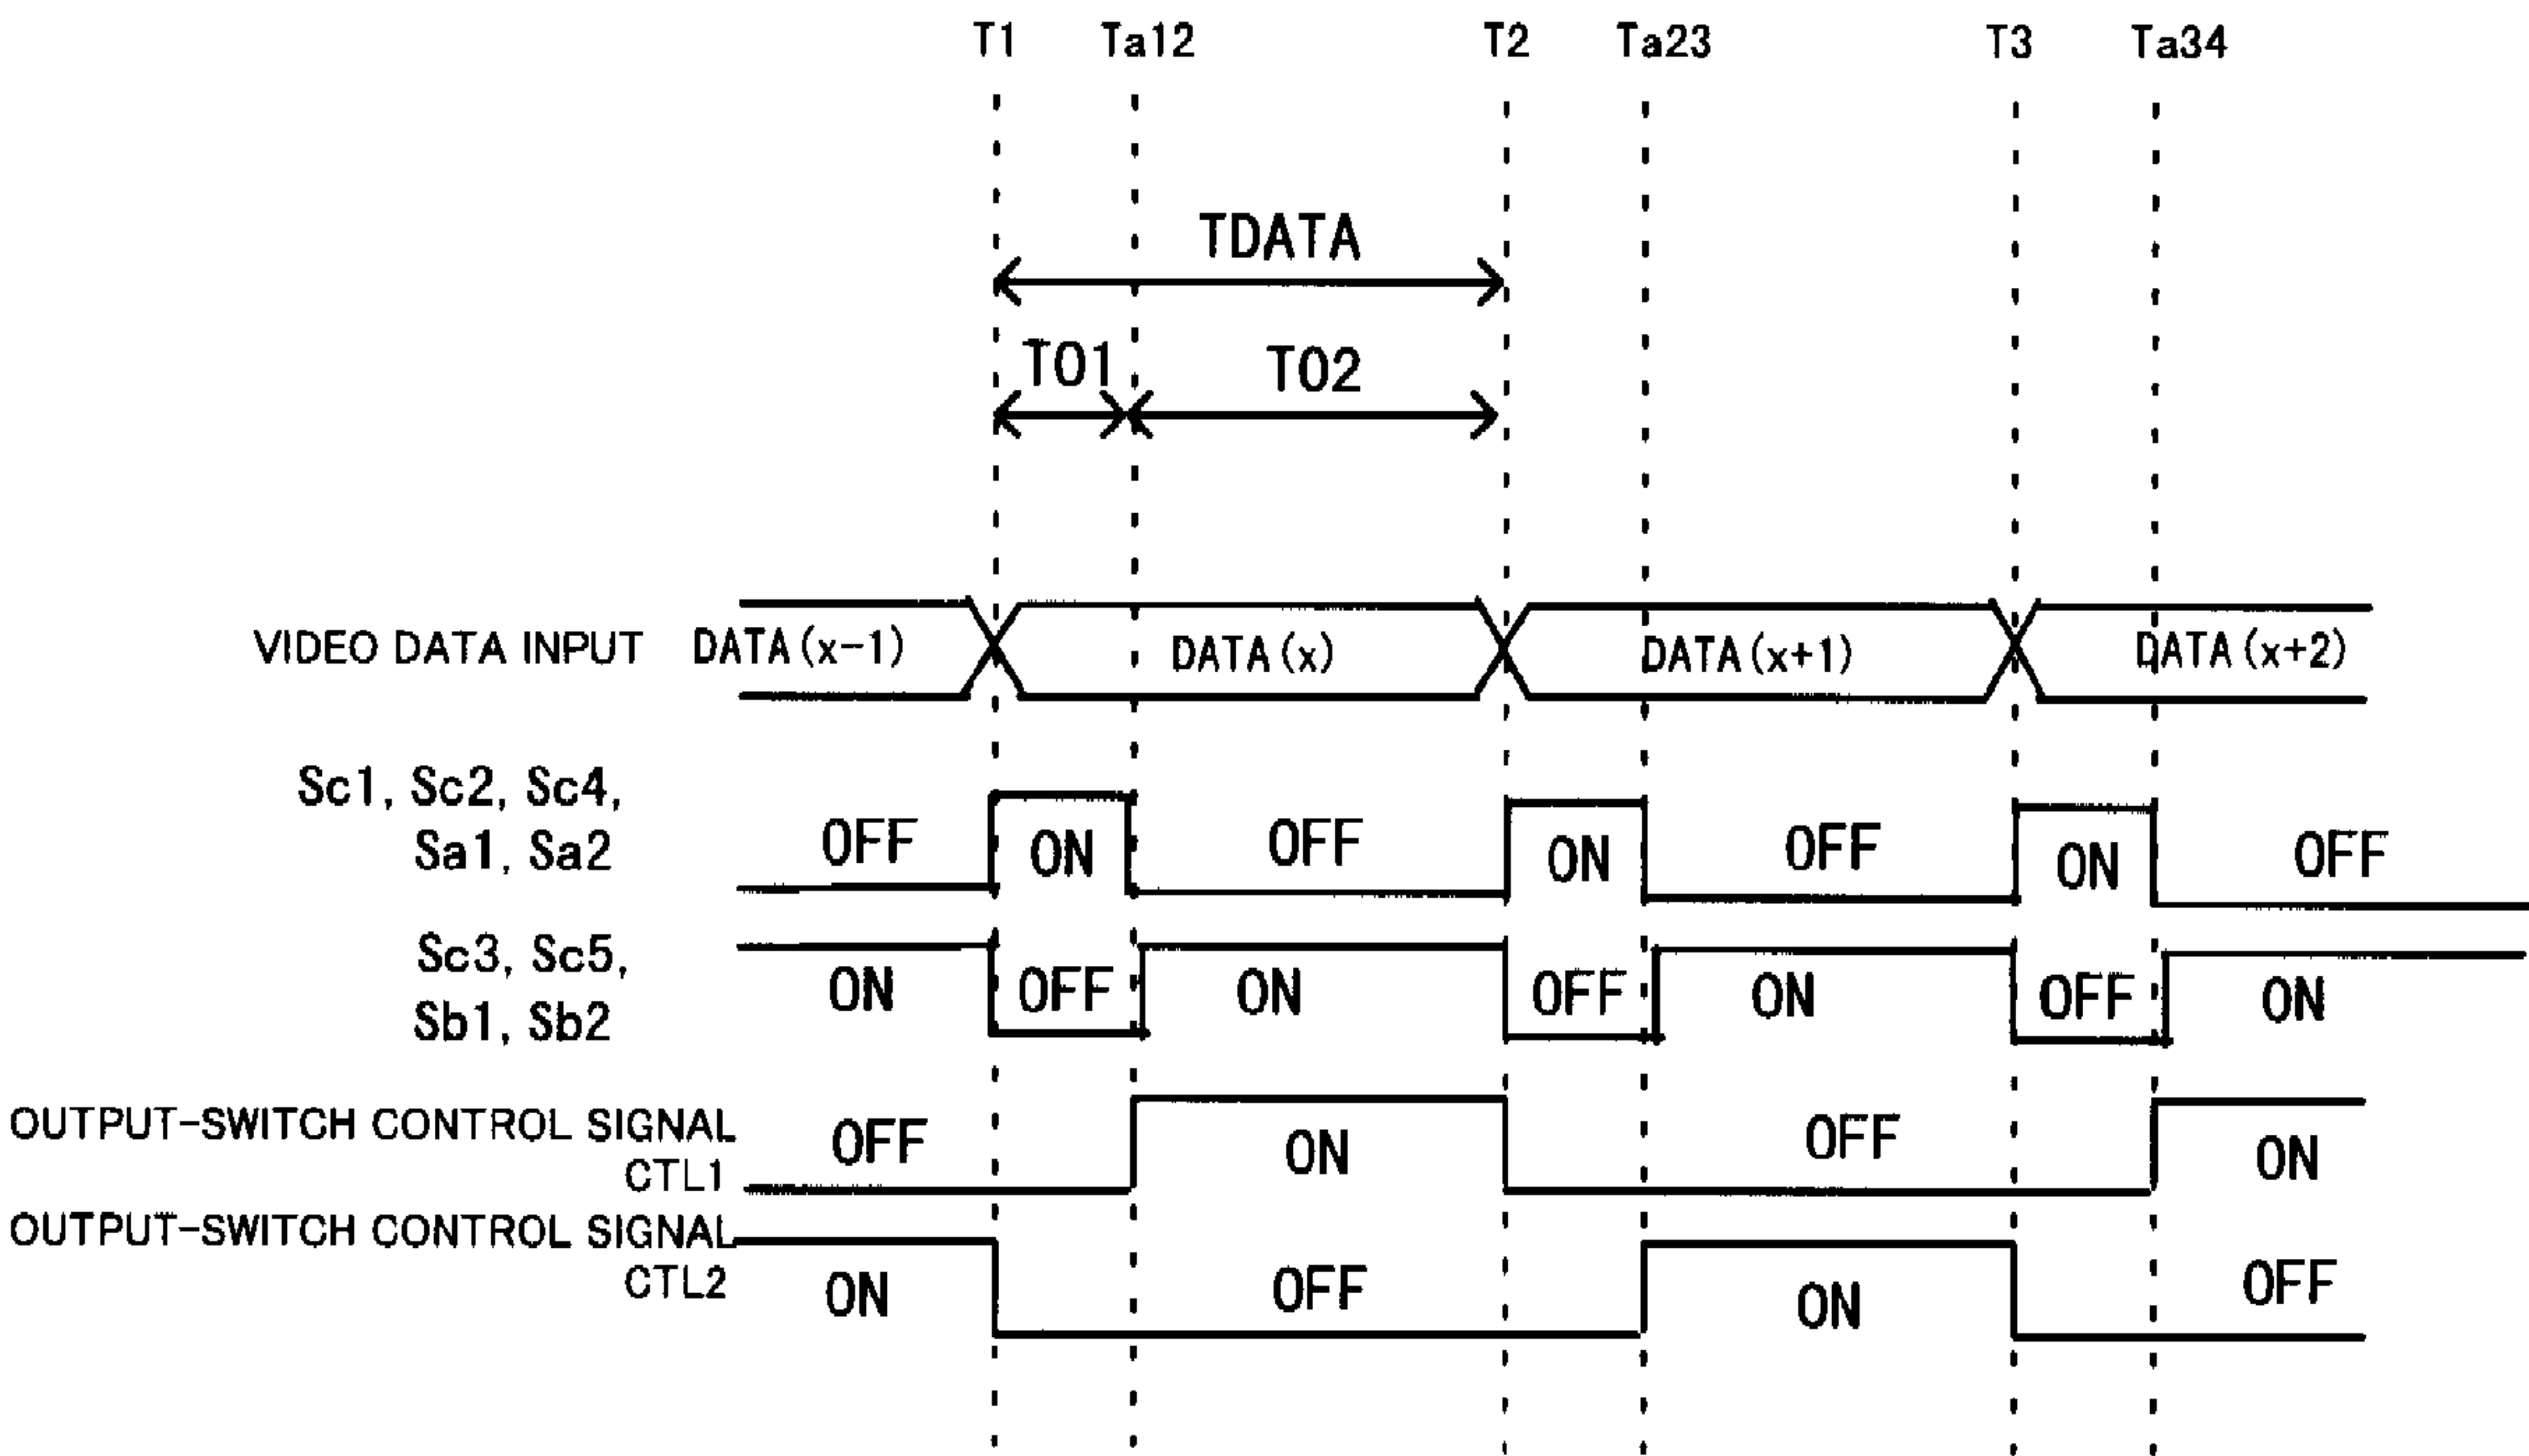 T1 Ta12 T2 Ta23 T3 Ta34
TDATA
T01 T02
VIDEO DATA INPUT DATA(x-1) DATA(x) DATA(x+1) DATA(x+2)
Sc1, Sc2, Sc4,
Sa1, Sa2
OFF ON OFF ON OFF ON OFF
Sc3, Sc5,
Sb1, Sb2
ON OFF ON OFF ON OFF ON
OUTPUT-SWITCH CONTROL SIGNAL
CTL1
OFF ON OFF ON
OUTPUT-SWITCH CONTROL SIGNAL
CTL2
ON OFF ON OFF